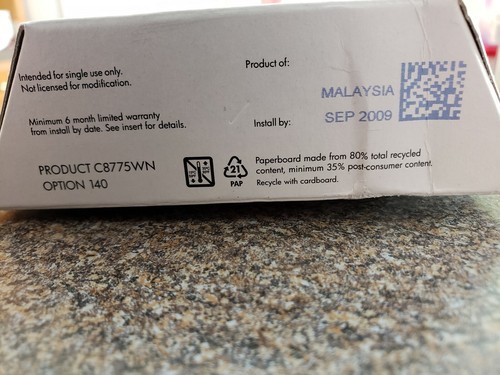 Intended for single use only.
Not licensed for modification.
Product of:
MALAYSIA
Minimum 6 month limited warranty
from install by date. See insert for details.
Install by:
SEP 2009
PRODUCT C8775WN
OPTION 140
21
PAP
Paperboard made from 80% total recycled
content, minimum 35% post-consumer content.
Recycle with cardboard.